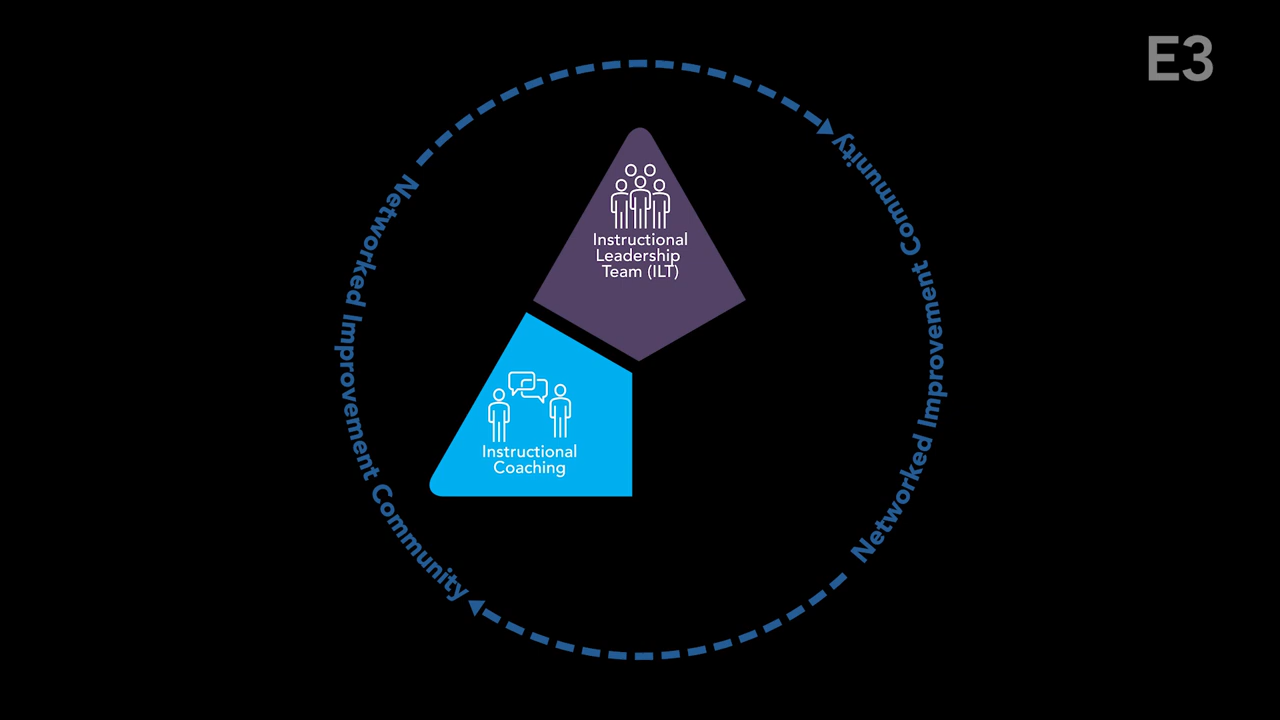 E3
Networked Improvement Community
Networked Improvement Community
Instructional
Leadership
Team (ILT)
Instructional
Coaching